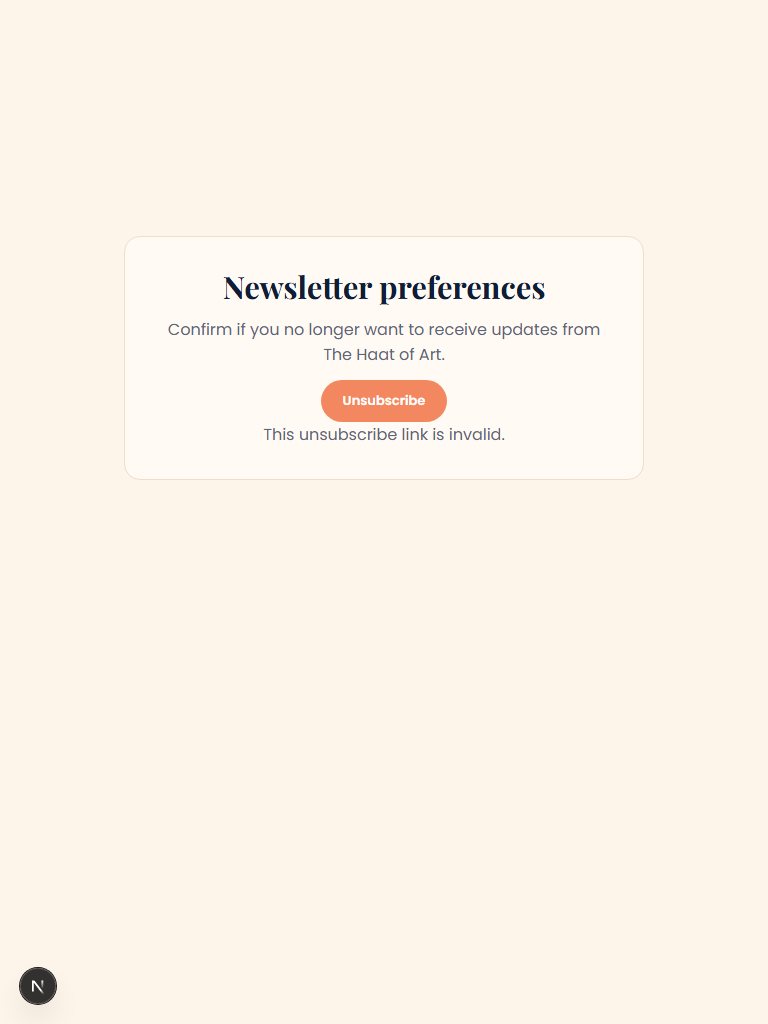 Newsletter preferences
Confirm if you no longer want to receive updates from
The Haat of Art.
Unsubscribe
This unsubscribe link is invalid.
N